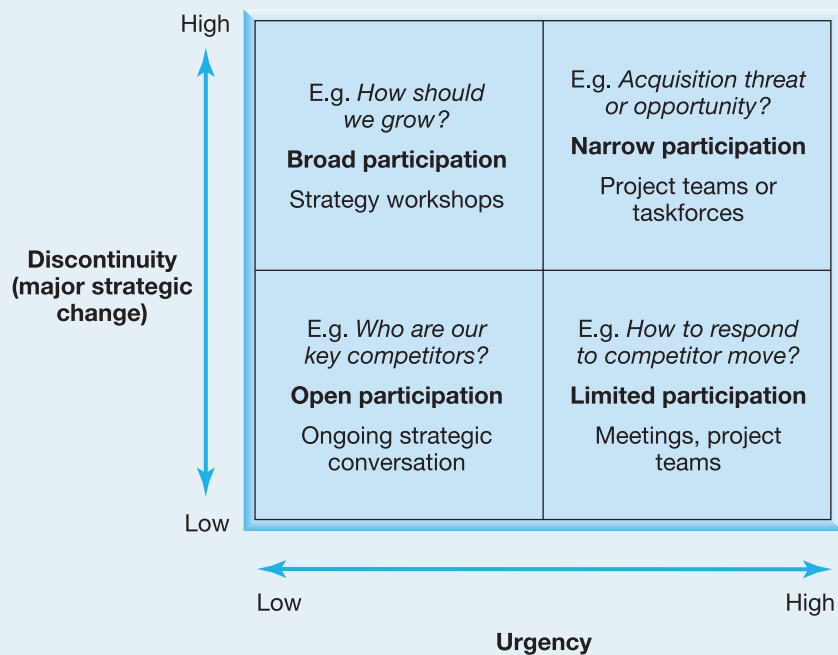 High
E.g. How should
we grow?
Broad participation
Strategy workshops
E.g. Acquisition threat
or opportunity?
Narrow participation
Project teams or
taskforces
Discontinuity
(major strategic
change)
E.g. Who are our
key competitors?
Open participation
Ongoing strategic
conversation
E.g. How to respond
to competitor move?
Limited participation
Meetings, project
teams
Low
Low
High
Urgency